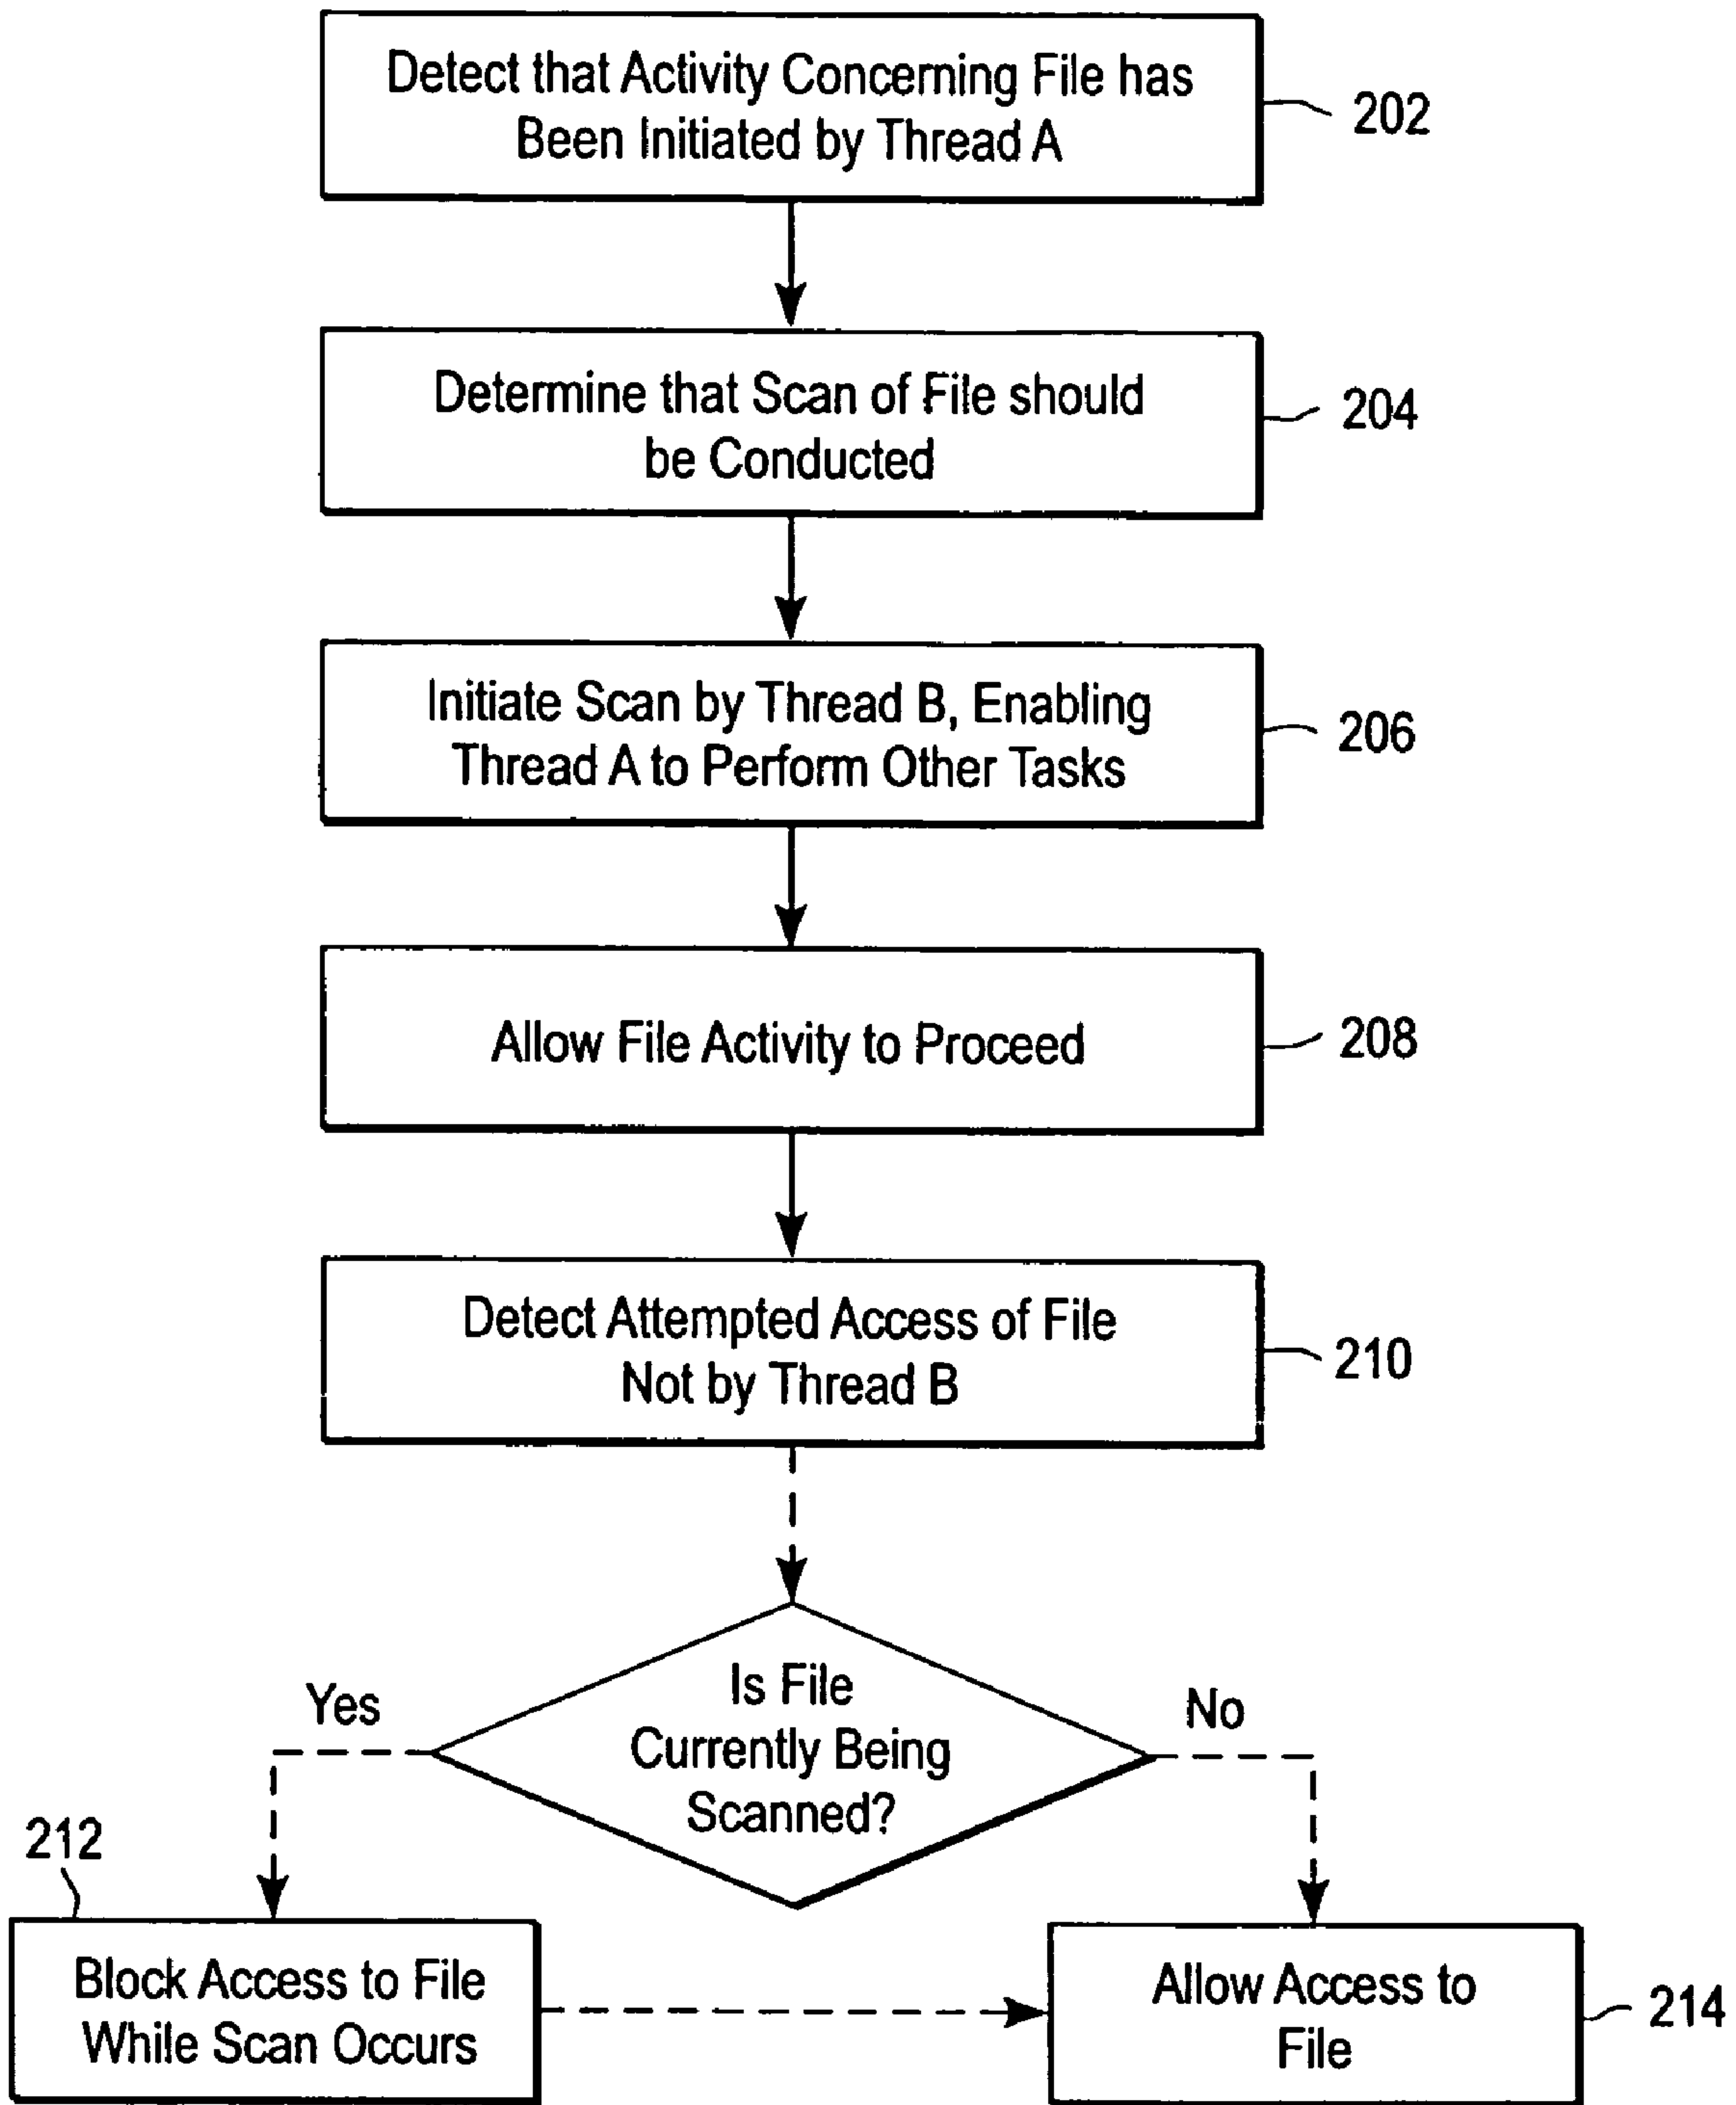 Detect that Activity Concerning File has
Been Initiated by Thread A
202
Determine that Scan of File should
be Conducted
204
Initiate Scan by Thread B, Enabling
Thread A to Perform Other Tasks
206
Allow File Activity to Proceed
208
Detect Attempted Access of File
Not by Thread B
210
Is File
Currently Being
Scanned?
Yes
No
212
Block Access to File
While Scan Occurs
Allow Access to
File
214